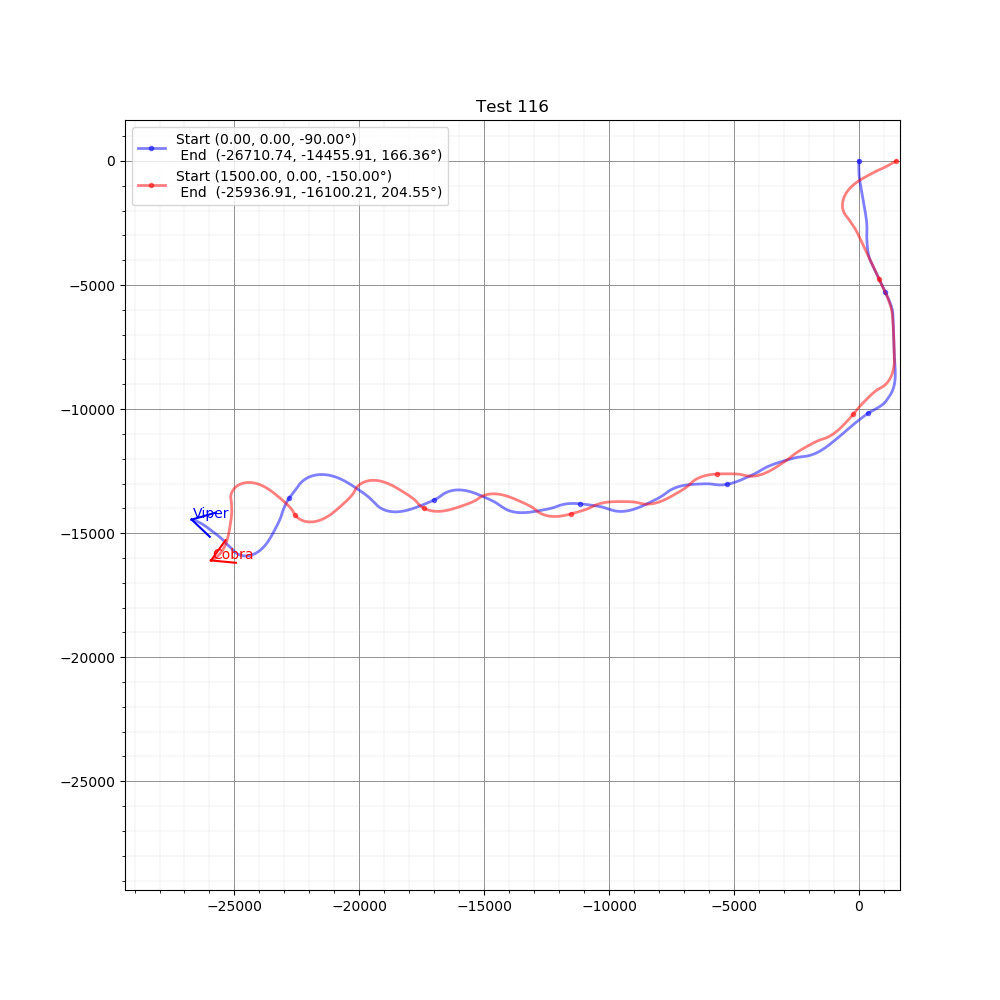 Test 116
Start (0.00, 0.00, -90.00°)
End  (-26710.74, -14455.91, 166.36°)
Start (1500.00, 0.00, -150.00°)
End  (-25936.91, -16100.21, 204.55°)
0
−5000
−10000
−15000
−20000
−25000
Viper
Cobra
−25000
−20000
−15000
−10000
−5000
0